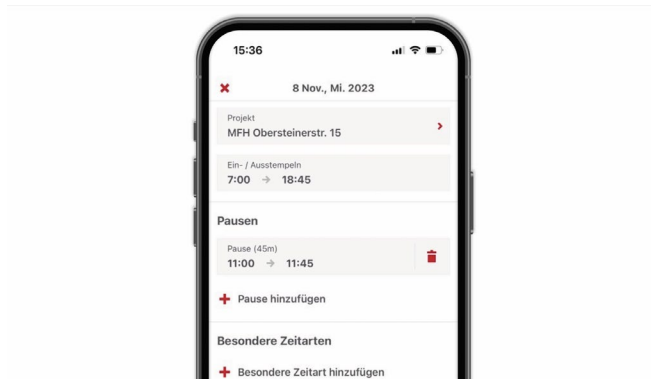 15:36
8 Nov., Mi. 2023
Projekt
MFH Obersteinerstr. 15
Ein- / Ausstempeln
7:00 → 18:45
Pausen
Pause (45m)
11:00 → 11:45
Pause hinzufügen
Besondere Zeitarten
Besondere Zeitart hinzufügen